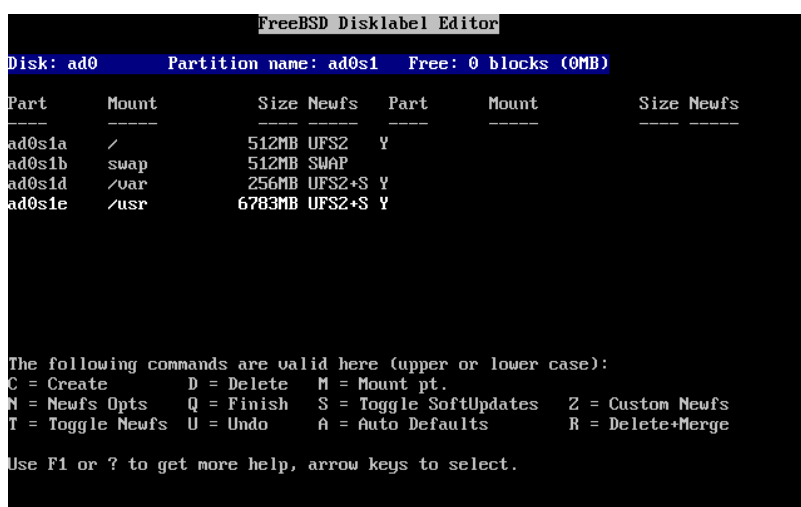 FreeBSD Disklabel Editor
Disk: ad0 Partition name: ad0s1 Free: 0 blocks (0MB)
Part Mount Size Newfs Part Mount Size Newfs
---- ----- ---- ----- ---- ----- ---- -----
ad0s1a / 512MB UFS2 Y
ad0s1b swap 512MB SWAP
ad0s1d /var 256MB UFS2+S Y
ad0s1e /usr 6783MB UFS2+S Y
The following commands are valid here (upper or lower case):
C = Create D = Delete M = Mount pt.
N = Newfs Opts Q = Finish S = Toggle SoftUpdates Z = Custom Newfs
T = Toggle Newfs U = Undo A = Auto Defaults R = Delete+Merge
Use F1 or ? to get more help, arrow keys to select.